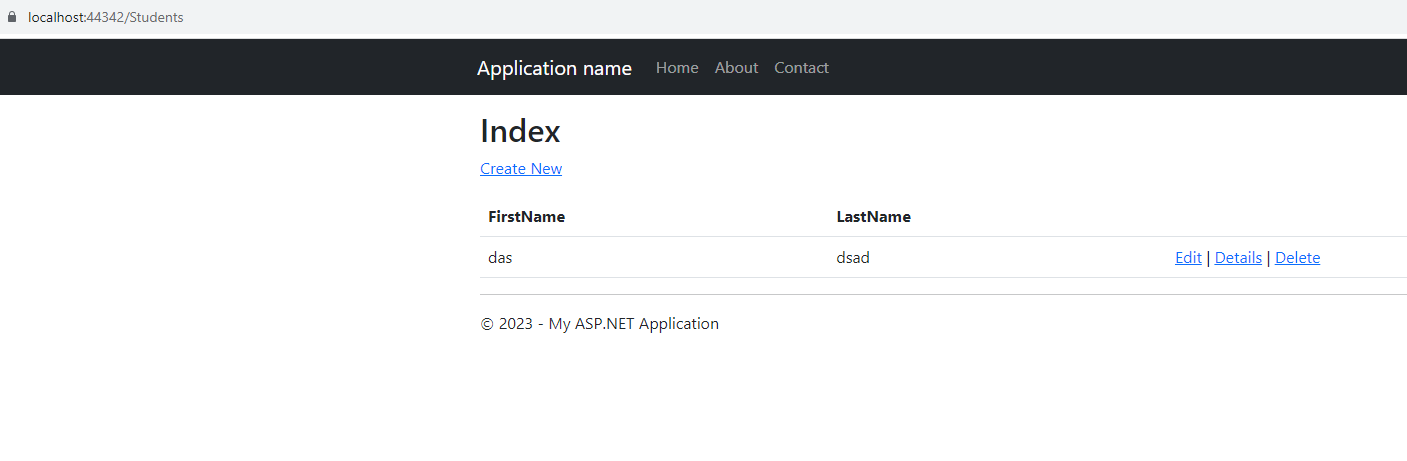 localhost:44342/Students
Application name Home About Contact
Index
Create New
FirstName LastName
das dsad Edit | Details | Delete
© 2023 - My ASP.NET Application